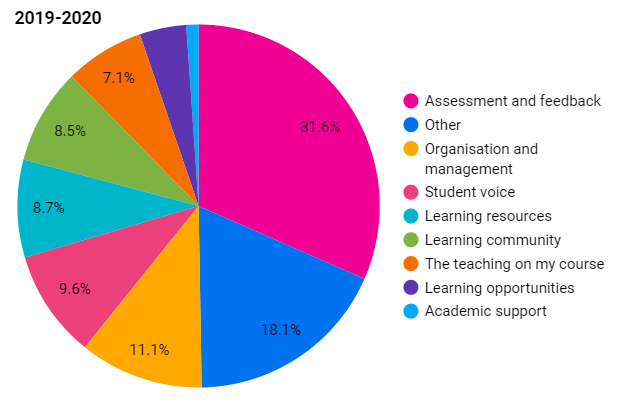 2019-2020
7.1%
31.6%
8.5%
8.7%
9.6%
11.1%
18.1%
Assessment and feedback
Other
Organisation and
management
Student voice
Learning resources
Learning community
The teaching on my course
Learning opportunities
Academic support